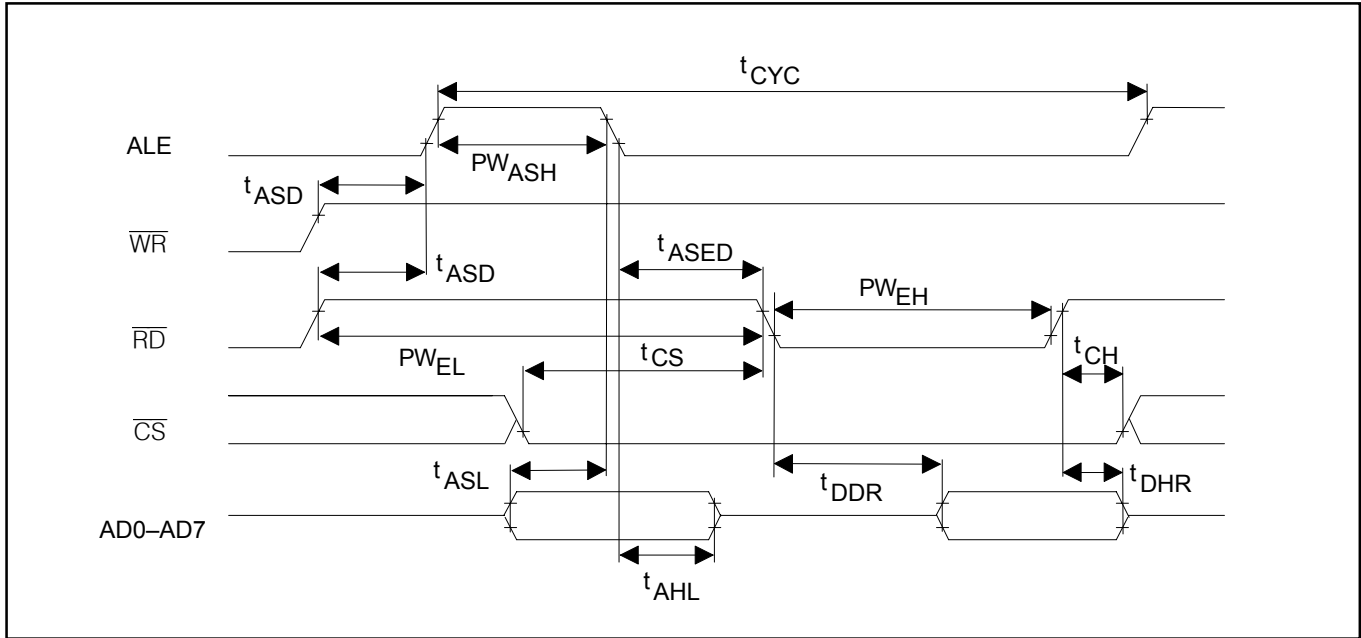 tCYC
ALE
PWASH
tASD
WR
tASED
tASD
PWEH
RD
tCH
PWEL
tCS
CS
tASL
tDDR
tDHR
AD0–AD7
tAHL